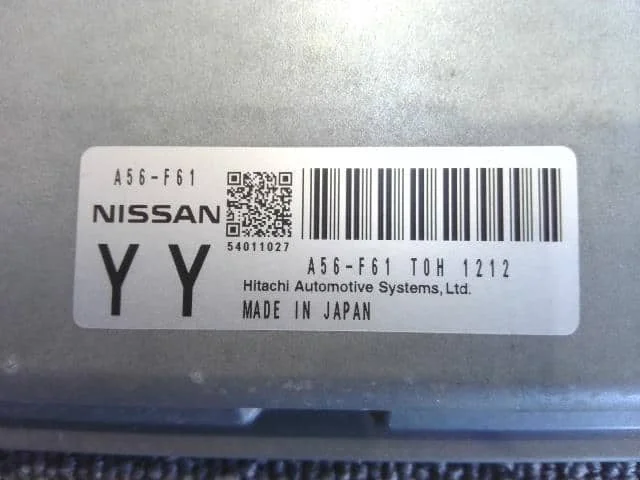 A56-F61
NISSAN
54011027
Y Y
A56-F61 T0H 1212
Hitachi Automotive Systems, Ltd.
MADE IN JAPAN